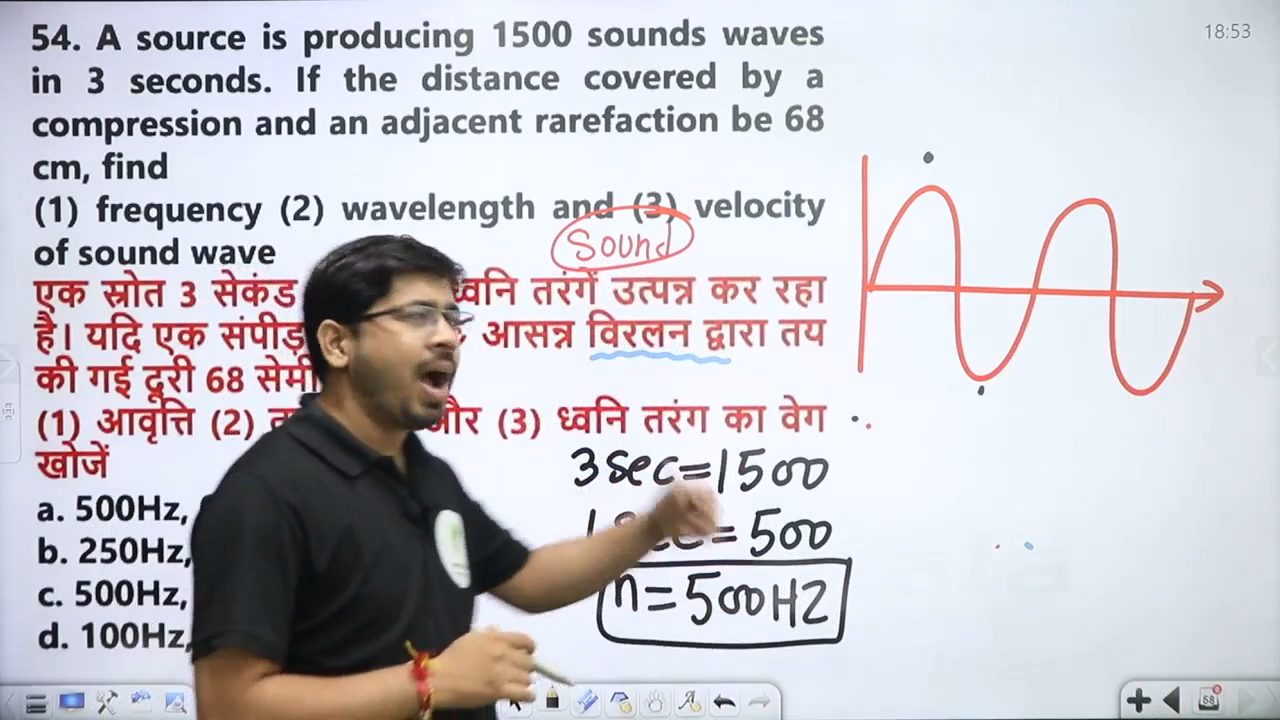 54. A source is producing 1500 sounds waves
in 3 seconds. If the distance covered by a
compression and an adjacent rarefaction be 68
cm, find
(1) frequency (2) wavelength and (3) velocity
of sound wave
Sound
एक स्रोत 3 सेकंड ध्वनि तरंगें उत्पन्न कर रहा
है। यदि एक आसन्न विरलन द्वारा तय
की गई दूरी 68 सेमी
(1) आवृत्ति (2) और (3) ध्वनि तरंग का वेग
खोजें
a. 500Hz,
b. 250Hz,
c. 500Hz,
d. 100Hz,
3sec=1500
= 500
n=500HZ
18:53
58